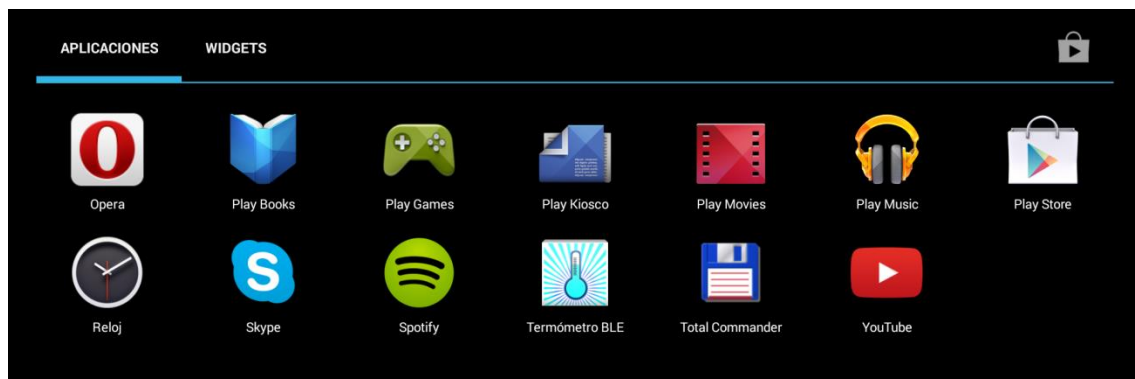 APLICACIONES WIDGETS
Opera Play Books Play Games Play Kiosco Play Movies Play Music Play Store
Reloj Skype Spotify Termómetro BLE Total Commander YouTube